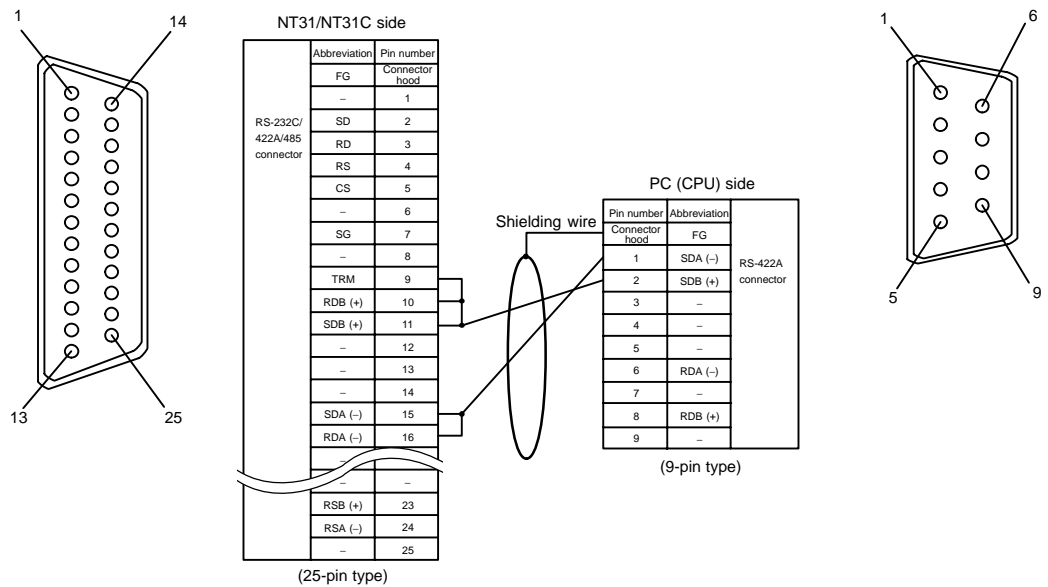 1
14
13
25
NT31/NT31C side
RS-232C/
422A/485
connector
Abbreviation Pin number
FG Connector
hood
– 1
SD 2
RD 3
RS 4
CS 5
– 6
SG 7
– 8
TRM 9
RDB (+) 10
SDB (+) 11
– 12
– 13
– 14
SDA (–) 15
RDA (–) 16
–
– –
RSB (+) 23
RSA (–) 24
– 25
(25-pin type)
Shielding wire
PC (CPU) side
Pin number Abbreviation
Connector
hood FG
1 SDA (–)
2 SDB (+)
3 –
4 –
5 –
6 RDA (–)
7 –
8 RDB (+)
9 –
RS-422A
connector
(9-pin type)
1
6
5
9